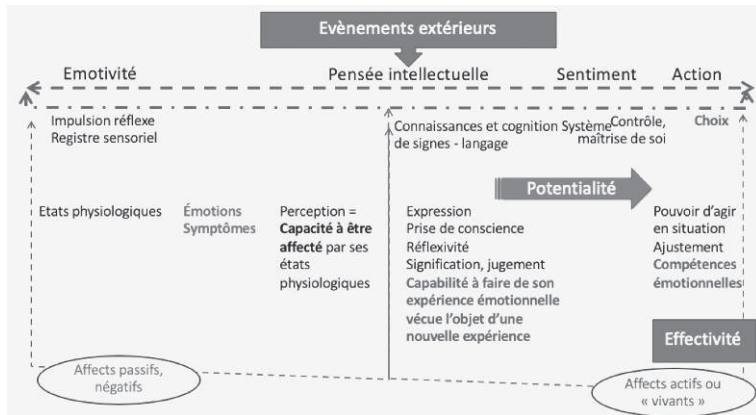 Evènements extérieurs
Emotivité
Pensée intellectuelle
Sentiment
Action
Impulsion réflexe
Registre sensoriel
Connaissances et cognition Système
de signes - langage
Contrôle,
maîtrise de soi
Choix
Potentialité
Etats physiologiques
Émotions
Symptômes
Perception =
Capacité à être
affecté par ses
états
physiologiques
Expression
Prise de conscience
Réflexivité
Signification, jugement
Capabilité à faire de son
expérience émotionnelle
vécue l’objet d’une
nouvelle expérience
Pouvoir d’agir
en situation
Ajustement
Compétences
émotionnelles
Effectivité
Affects passifs,
négatifs
Affects actifs ou
« vivants »